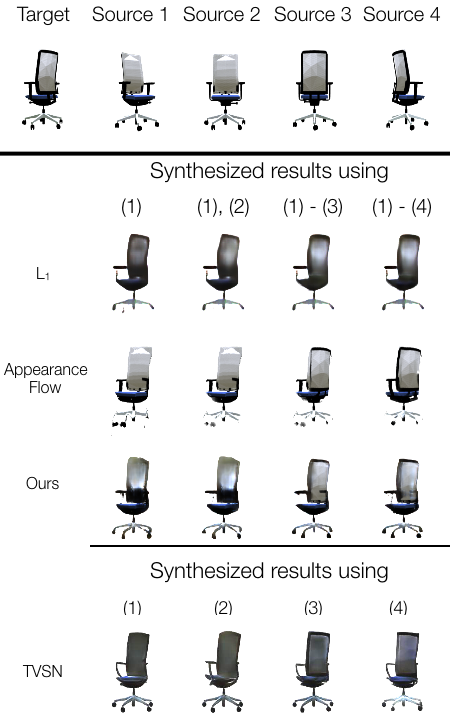 Target Source 1 Source 2 Source 3 Source 4
Synthesized results using
(1) (1), (2) (1) - (3) (1) - (4)
L₁
Appearance
Flow
Ours
Synthesized results using
(1) (2) (3) (4)
TVSN